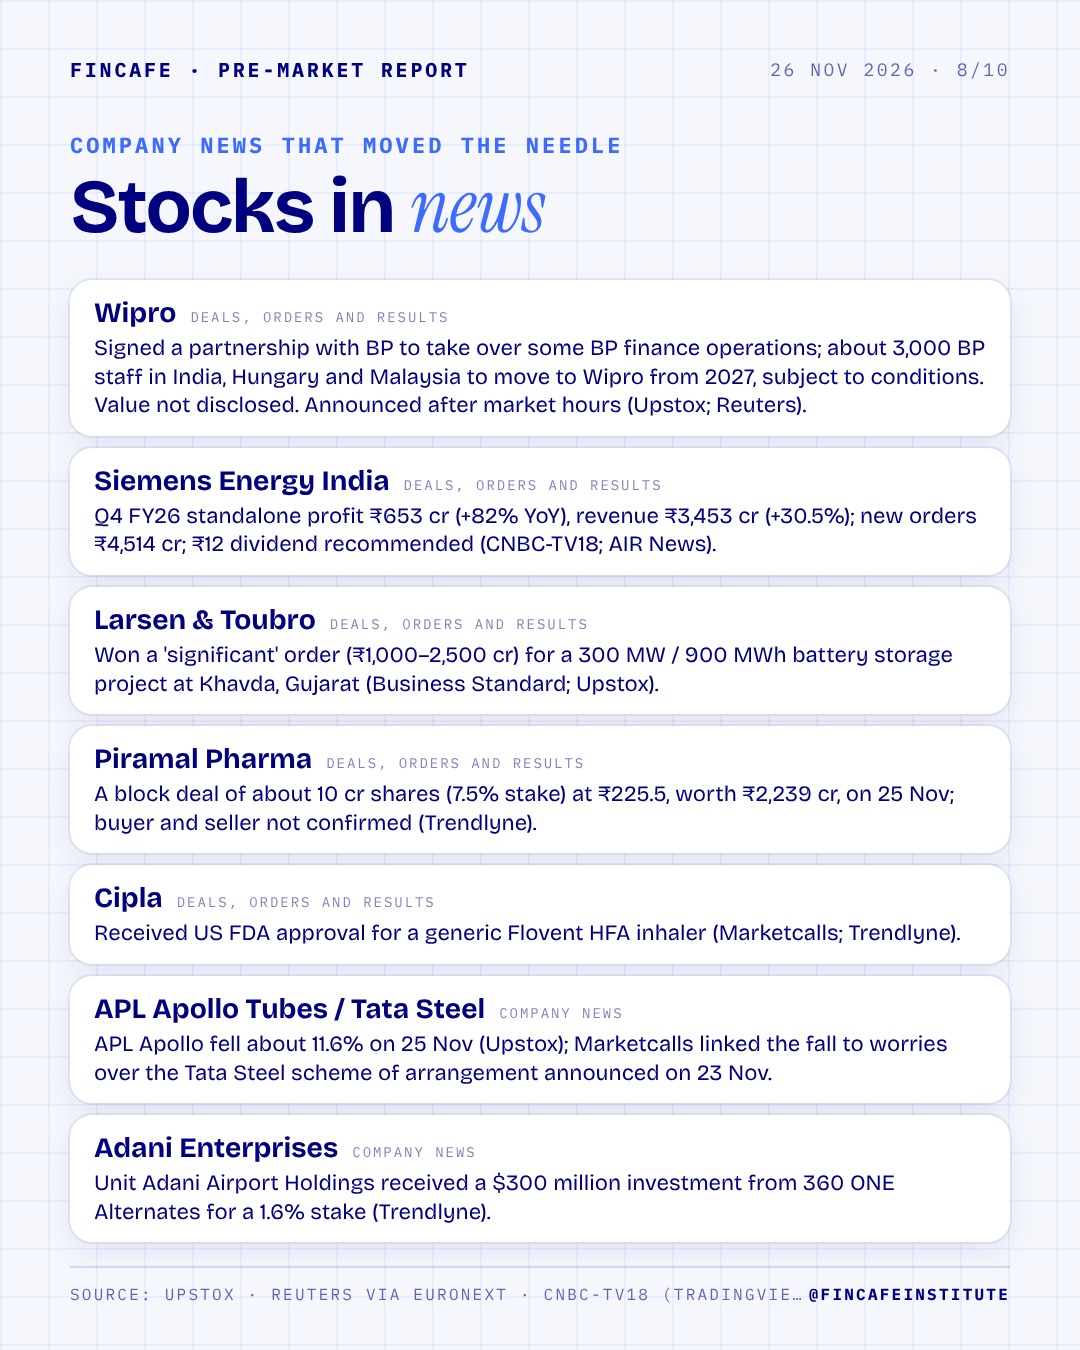 FINCAFE · PRE-MARKET REPORT
26 NOV 2026 · 8/10
COMPANY NEWS THAT MOVED THE NEEDLE
Stocks in news
Wipro DEALS, ORDERS AND RESULTS
Signed a partnership with BP to take over some BP finance operations; about 3,000 BP
staff in India, Hungary and Malaysia to move to Wipro from 2027, subject to conditions.
Value not disclosed. Announced after market hours (Upstox; Reuters).
Siemens Energy India DEALS, ORDERS AND RESULTS
Q4 FY26 standalone profit ₹653 cr (+82% YoY), revenue ₹3,453 cr (+30.5%); new orders
₹4,514 cr; ₹12 dividend recommended (CNBC-TV18; AIR News).
Larsen & Toubro DEALS, ORDERS AND RESULTS
Won a 'significant' order (₹1,000–2,500 cr) for a 300 MW / 900 MWh battery storage
project at Khavda, Gujarat (Business Standard; Upstox).
Piramal Pharma DEALS, ORDERS AND RESULTS
A block deal of about 10 cr shares (7.5% stake) at ₹225.5, worth ₹2,239 cr, on 25 Nov;
buyer and seller not confirmed (Trendlyne).
Cipla DEALS, ORDERS AND RESULTS
Received US FDA approval for a generic Flovent HFA inhaler (Marketcalls; Trendlyne).
APL Apollo Tubes / Tata Steel COMPANY NEWS
APL Apollo fell about 11.6% on 25 Nov (Upstox); Marketcalls linked the fall to worries
over the Tata Steel scheme of arrangement announced on 23 Nov.
Adani Enterprises COMPANY NEWS
Unit Adani Airport Holdings received a $300 million investment from 360 ONE
Alternates for a 1.6% stake (Trendlyne).
SOURCE: UPSTOX · REUTERS VIA EURONEXT · CNBC-TV18 (TRADINGVIE… @FINCAFEINSTITUTE